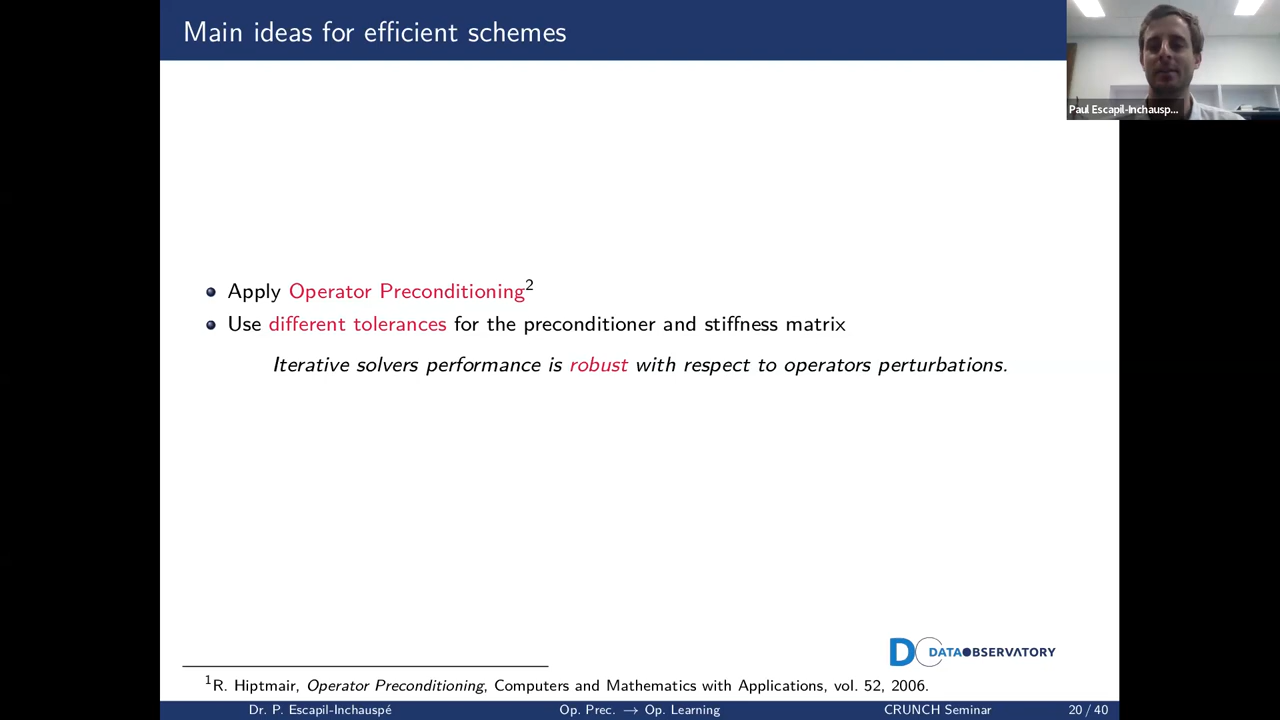 Main ideas for efficient schemes
Paul Escapil-Inchausp...
Apply Operator Preconditioning2
Use different tolerances for the preconditioner and stiffness matrix
Iterative solvers performance is robust with respect to operators perturbations.
DATAOBSERVATORY
1R. Hiptmair, Operator Preconditioning, Computers and Mathematics with Applications, vol. 52, 2006.
Dr. P. Escapil-Inchauspé Op. Prec. → Op. Learning CRUNCH Seminar 20 / 40